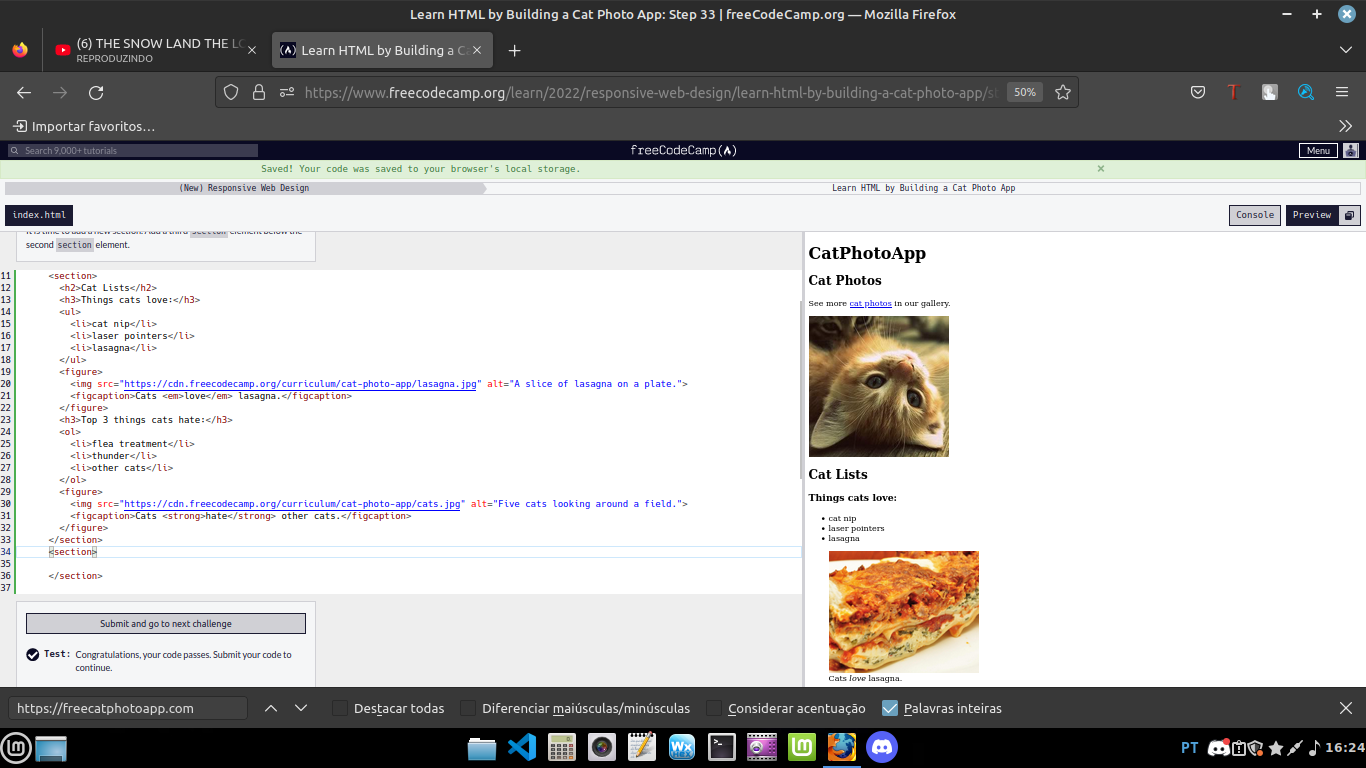 Learn HTML by Building a Cat Photo App: Step 33 | freeCodeCamp.org — Mozilla Firefox
(6) THE SNOW LAND THE LO
REPRODUZINDO
Learn HTML by Building a C
https://www.freecodecamp.org/learn/2022/responsive-web-design/learn-html-by-building-a-cat-photo-app/s
50%
Importar favoritos...
Search 9,000+ tutorials
freeCodeCamp(🔥)
Menu
Saved! Your code was saved to your browser's local storage.
(New) Responsive Web Design
Learn HTML by Building a Cat Photo App
index.html
Console
Preview
It is time to add a new section. Add a third section element below the
second section element.
11 <section>
12 <h2>Cat Lists</h2>
13 <h3>Things cats love:</h3>
14 <ul>
15 <li>cat nip</li>
16 <li>laser pointers</li>
17 <li>lasagna</li>
18 </ul>
19 <figure>
20 <img src="https://cdn.freecodecamp.org/curriculum/cat-photo-app/lasagna.jpg" alt="A slice of lasagna on a plate.">
21 <figcaption>Cats <em>love</em> lasagna.</figcaption>
22 </figure>
23 <h3>Top 3 things cats hate:</h3>
24 <ol>
25 <li>flea treatment</li>
26 <li>thunder</li>
27 <li>other cats</li>
28 </ol>
29 <figure>
30 <img src="https://cdn.freecodecamp.org/curriculum/cat-photo-app/cats.jpg" alt="Five cats looking around a field.">
31 <figcaption>Cats <strong>hate</strong> other cats.</figcaption>
32 </figure>
33 </section>
34 <section>
35
36 </section>
37
Submit and go to next challenge
Test: Congratulations, your code passes. Submit your code to
continue.
CatPhotoApp
Cat Photos
See more cat photos in our gallery.
Cat Lists
Things cats love:
• cat nip
• laser pointers
• lasagna
Cats love lasagna.
https://freecatphotoapp.com
Destacar todas
Diferenciar maiúsculas/minúsculas
Considerar acentuação
Palavras inteiras
Wx
HEX
PT
16:24